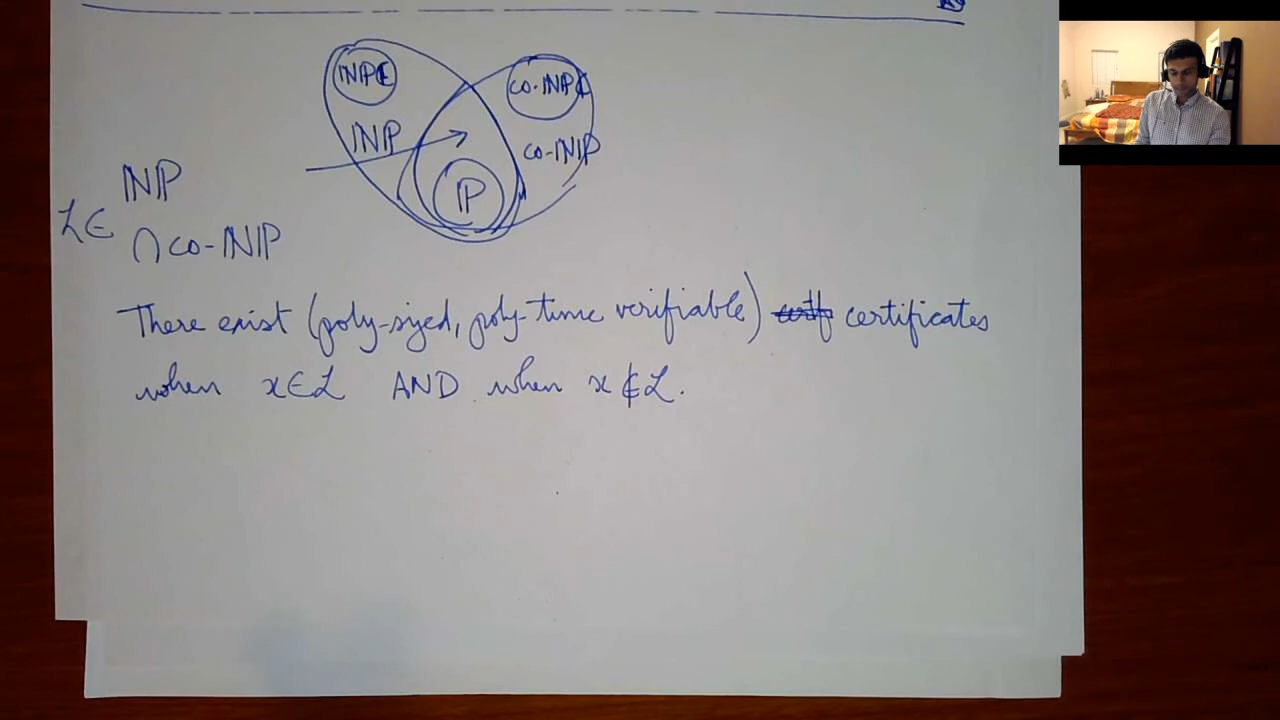 NPC
co-NPC
NP
co-NP
P
NP
L∈
∩ co-NP
There exist (poly-sized, poly-time verifiable) certificates
when x∈L AND when x∉L.